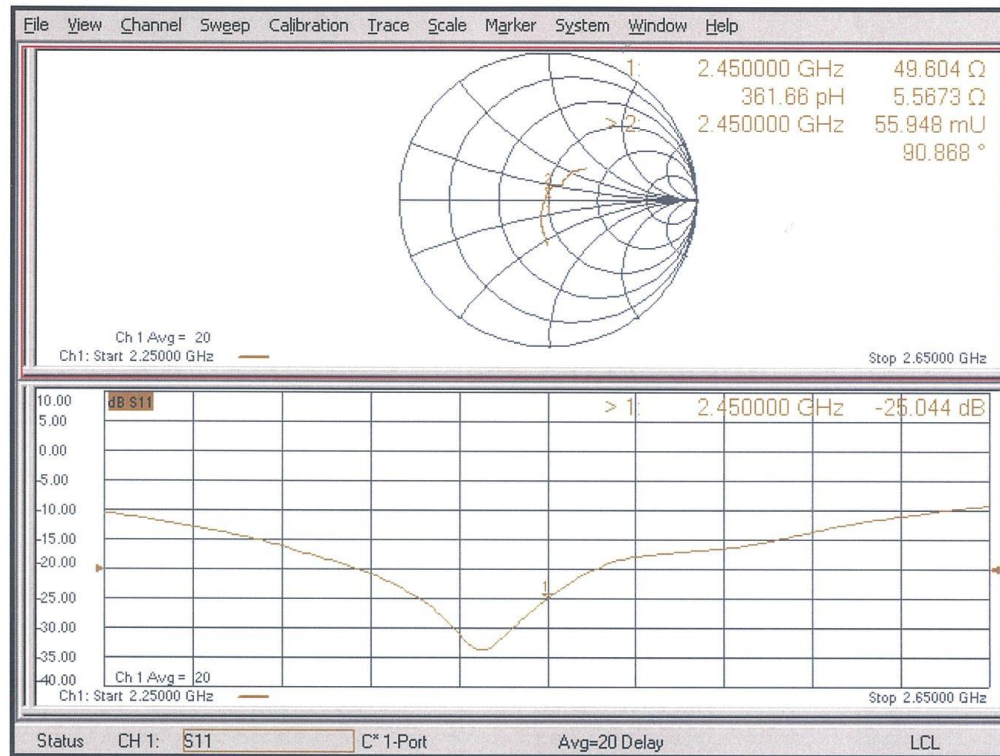 File View Channel Sweep Calibration Trace Scale Marker System Window Help
1: 2.450000 GHz 49.604 Ω
361.66 pH 5.5673 Ω
> 2: 2.450000 GHz 55.948 mU
90.868 °
Ch 1 Avg = 20
Ch1: Start 2.25000 GHz Stop 2.65000 GHz
10.00 dB S11 > 1: 2.450000 GHz -25.044 dB
5.00
0.00
-5.00
-10.00
-15.00
-20.00
1
-25.00
-30.00
-35.00
-40.00 Ch 1 Avg = 20
Ch1: Start 2.25000 GHz Stop 2.65000 GHz
Status CH 1: S11 C* 1-Port Avg=20 Delay LCL